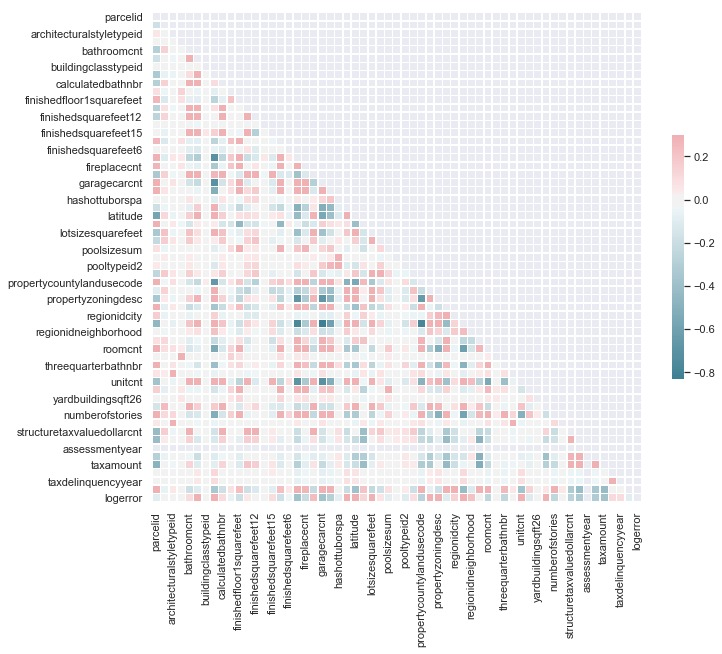 parcelid
architecturalstyletypeid
bathroomcnt
buildingclasstypeid
calculatedbathnbr
finishedfloor1squarefeet
finishedsquarefeet12
finishedsquarefeet15
finishedsquarefeet6
fireplacecnt
garagecarcnt
hashottuborspa
latitude
lotsizesquarefeet
poolsizesum
pooltypeid2
propertycountylandusecode
propertyzoningdesc
regionidcity
regionidneighborhood
roomcnt
threequarterbathnbr
unitcnt
yardbuildingsqft26
numberofstories
structuretaxvaluedollarcnt
assessmentyear
taxamount
taxdelinquencyyear
logerror
parcelid
architecturalstyletypeid
bathroomcnt
buildingclasstypeid
calculatedbathnbr
finishedfloor1squarefeet
finishedsquarefeet12
finishedsquarefeet15
finishedsquarefeet6
fireplacecnt
garagecarcnt
hashottuborspa
latitude
lotsizesquarefeet
poolsizesum
pooltypeid2
propertycountylandusecode
propertyzoningdesc
regionidcity
regionidneighborhood
roomcnt
threequarterbathnbr
unitcnt
yardbuildingsqft26
numberofstories
structuretaxvaluedollarcnt
assessmentyear
taxamount
taxdelinquencyyear
logerror
0.2
0.0
−0.2
−0.4
−0.6
−0.8